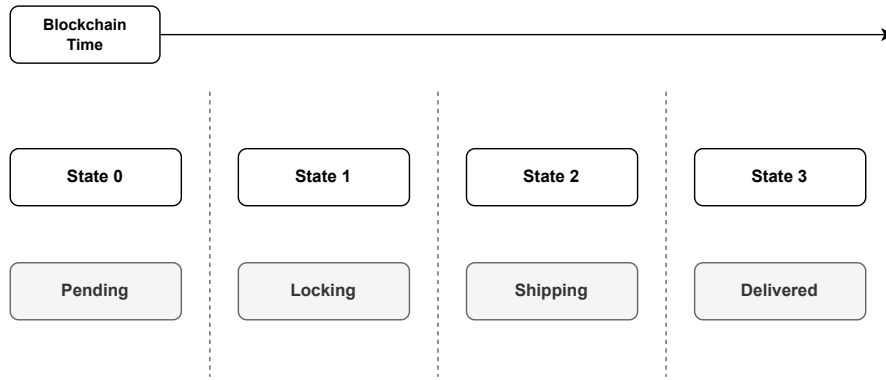 Blockchain
Time
State 0
State 1
State 2
State 3
Pending
Locking
Shipping
Delivered